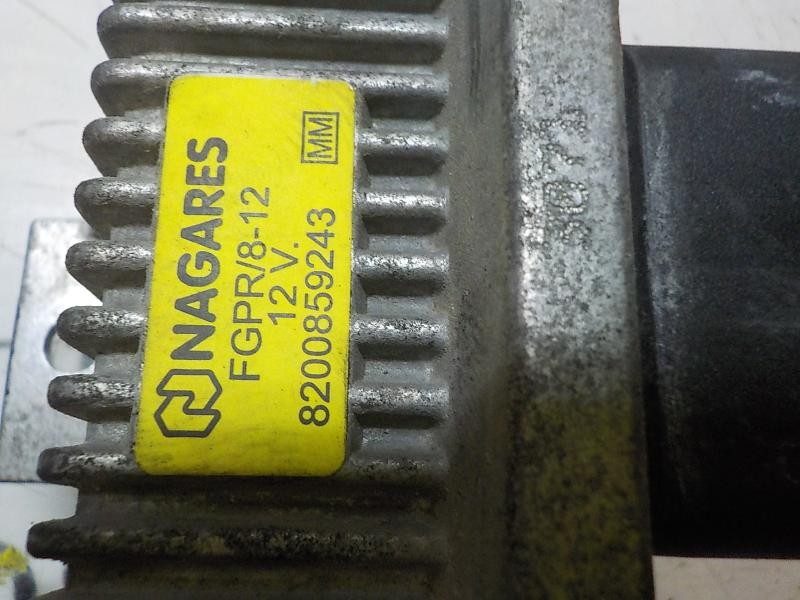 NAGARES
FGPR/8-12
12 V.
8200859243
MM